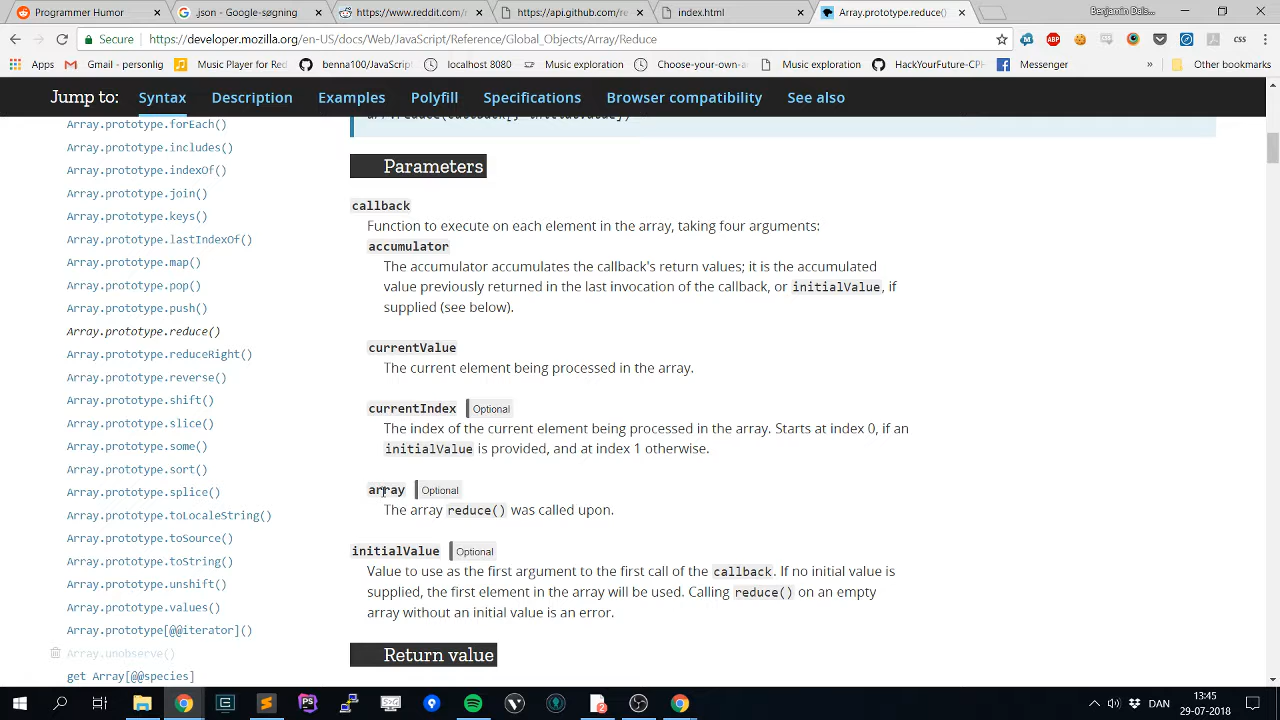 Programmer Humor
.json - Google-søgning
https://www.reddit.com/r
https://api.github.com/re
index.html
Array.prototype.reduce()
Benjamin Dals...
Secure
https://developer.mozilla.org/en-US/docs/Web/JavaScript/Reference/Global_Objects/Array/Reduce
Apps
Gmail - personlig
Music Player for Red
benna100/JavaScript
localhost 8080
Music exploration
Choose-your-own-a
Music exploration
HackYourFuture-CPH
Messenger
»
Other bookmarks
Jump to:
Syntax
Description
Examples
Polyfill
Specifications
Browser compatibility
See also
Array.prototype.forEach()
Array.prototype.includes()
Array.prototype.indexOf()
Array.prototype.join()
Array.prototype.keys()
Array.prototype.lastIndexOf()
Array.prototype.map()
Array.prototype.pop()
Array.prototype.push()
Array.prototype.reduce()
Array.prototype.reduceRight()
Array.prototype.reverse()
Array.prototype.shift()
Array.prototype.slice()
Array.prototype.some()
Array.prototype.sort()
Array.prototype.splice()
Array.prototype.toLocaleString()
Array.prototype.toSource()
Array.prototype.toString()
Array.prototype.unshift()
Array.prototype.values()
Array.prototype[@@iterator]()
Array.unobserve()
get Array[@@species]
Parameters
callback
Function to execute on each element in the array, taking four arguments:
accumulator
The accumulator accumulates the callback's return values; it is the accumulated
value previously returned in the last invocation of the callback, or initialValue, if
supplied (see below).
currentValue
The current element being processed in the array.
currentIndex Optional
The index of the current element being processed in the array. Starts at index 0, if an
initialValue is provided, and at index 1 otherwise.
array Optional
The array reduce() was called upon.
initialValue Optional
Value to use as the first argument to the first call of the callback. If no initial value is
supplied, the first element in the array will be used. Calling reduce() on an empty
array without an initial value is an error.
Return value
DAN
13:45
29-07-2018